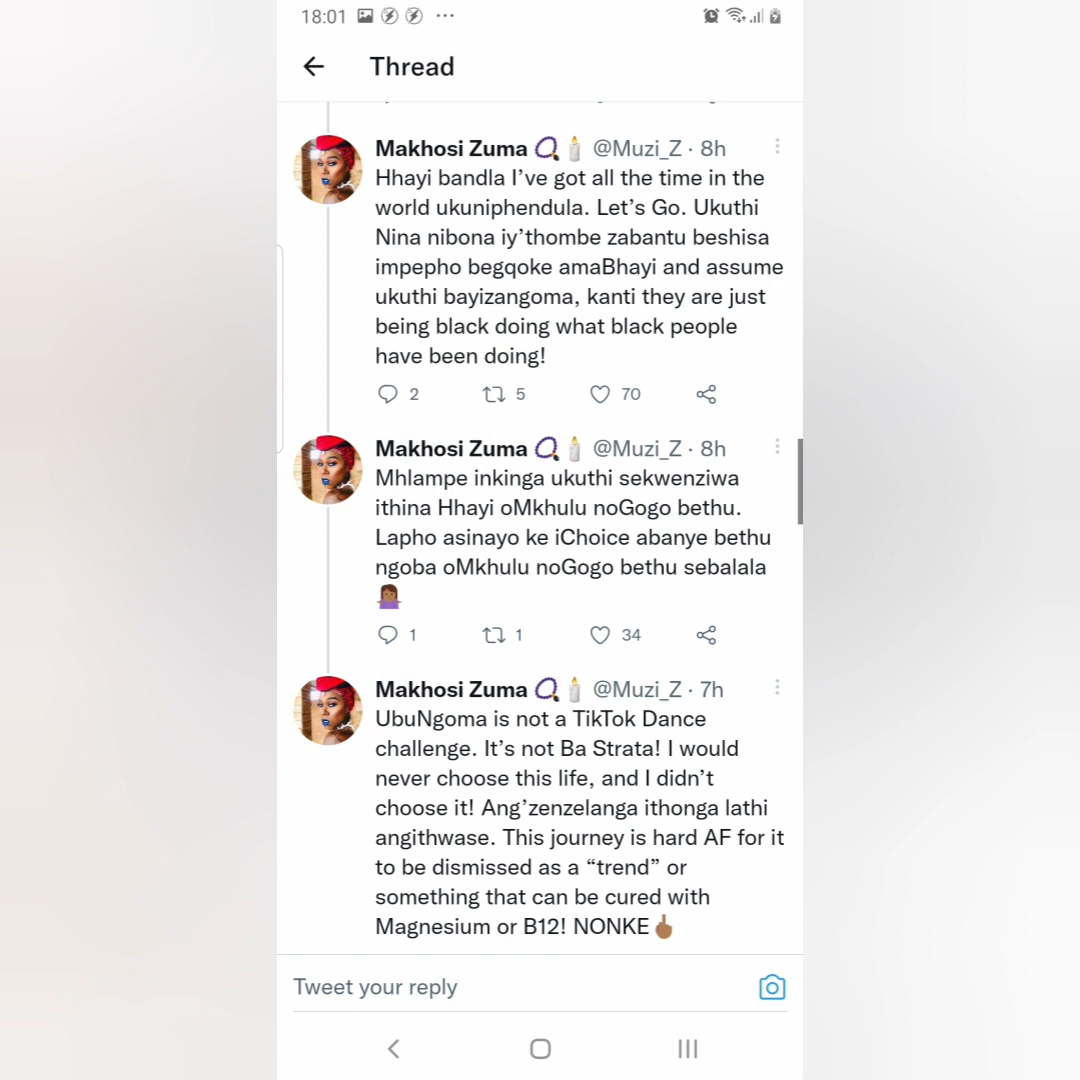 18:01
Thread
Makhosi Zuma @Muzi_Z · 8h
Hhayi bandla I've got all the time in the
world ukuniphendula. Let's Go. Ukuthi
Nina nibona iy'thombe zabantu beshisa
impepho begqoke amaBhayi and assume
ukuthi bayizangoma, kanti they are just
being black doing what black people
have been doing!
2 5 70
Makhosi Zuma @Muzi_Z · 8h
Mhlampe inkinga ukuthi sekwenziwa
ithina Hhayi oMkhulu noGogo bethu.
Lapho asinayo ke iChoice abanye bethu
ngoba oMkhulu noGogo bethu sebalala
🤷🏾‍♀️
1 1 34
Makhosi Zuma @Muzi_Z · 7h
UbuNgoma is not a TikTok Dance
challenge. It's not Ba Strata! I would
never choose this life, and I didn't
choose it! Ang'zenzelanga ithonga lathi
angithwase. This journey is hard AF for it
to be dismissed as a “trend” or
something that can be cured with
Magnesium or B12! NONKE🖕🏾
Tweet your reply